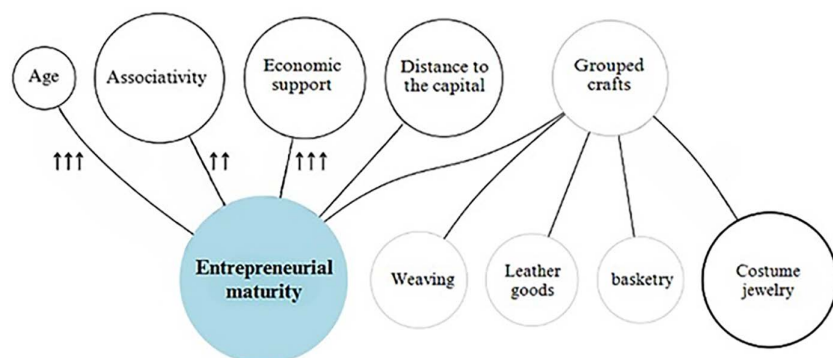 Age
Associativity
Economic
support
Distance to
the capital
Grouped
crafts
↑↑↑
↑↑
↑↑↑
Entrepreneurial
maturity
Weaving
Leather
goods
basketry
Costume
jewelry